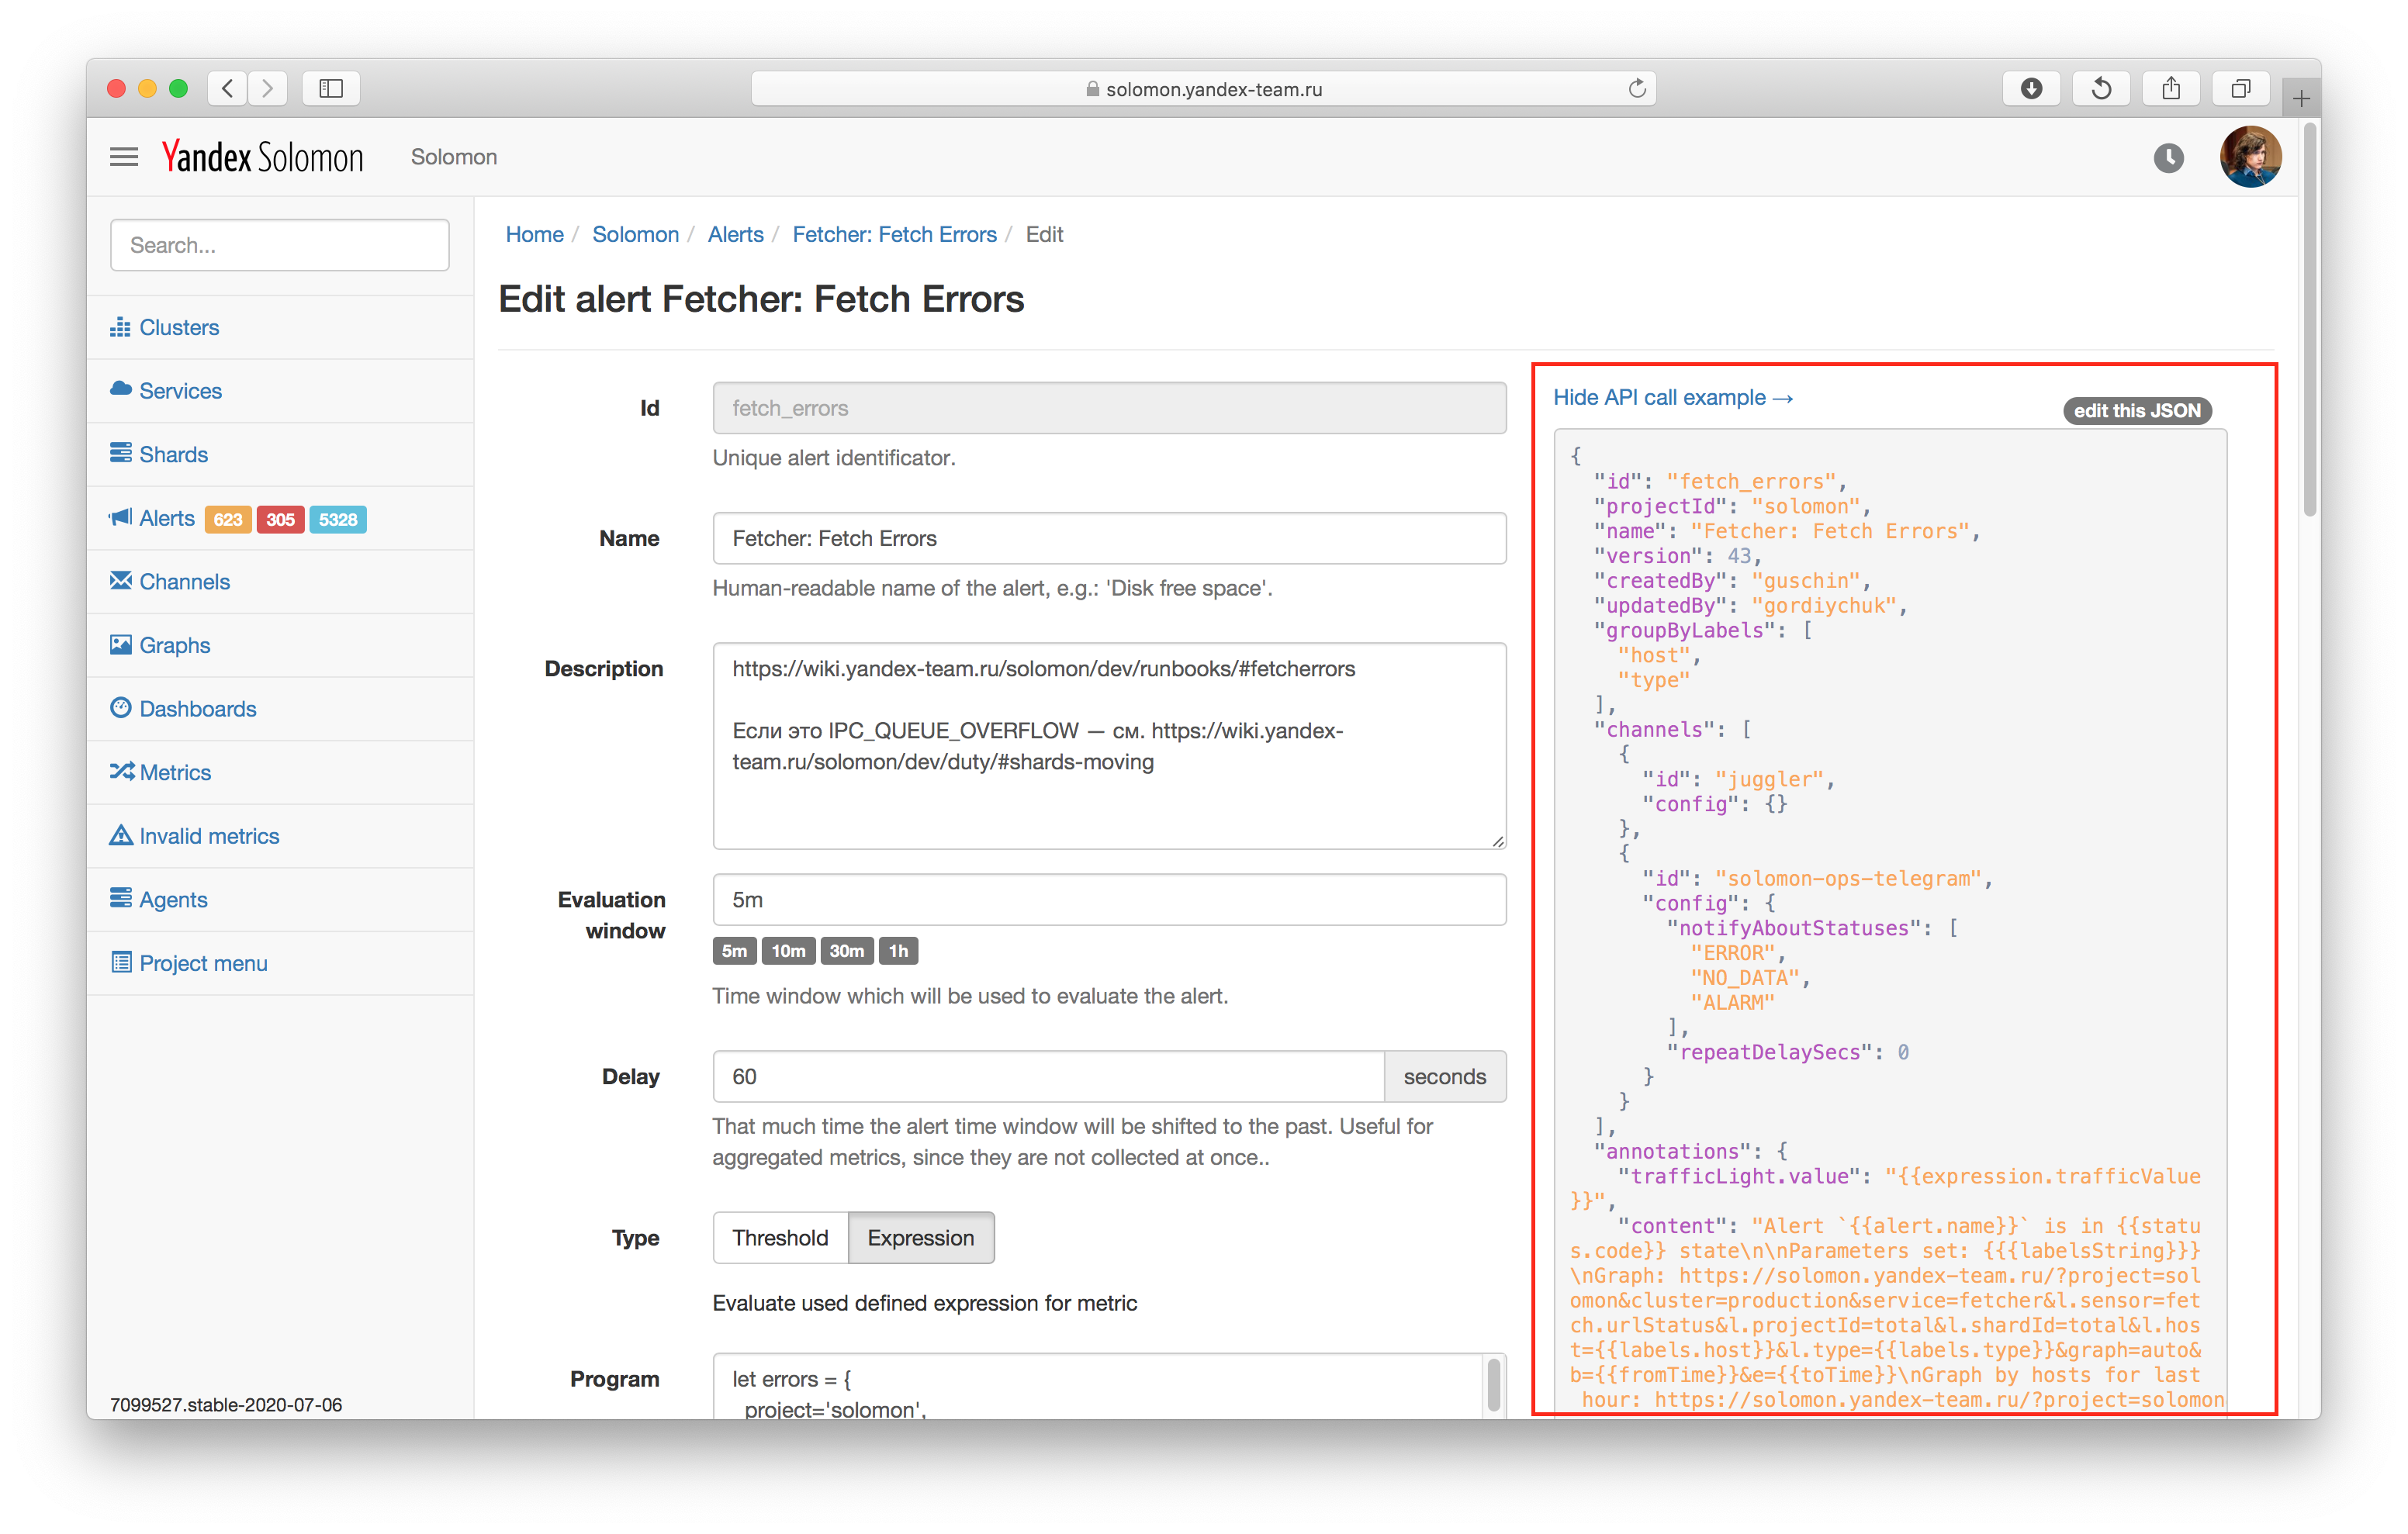 solomon.yandex-team.ru
Yandex Solomon
Solomon
Search...
Clusters
Services
Shards
Alerts 623 305 5328
Channels
Graphs
Dashboards
Metrics
Invalid metrics
Agents
Project menu
7099527.stable-2020-07-06
Home / Solomon / Alerts / Fetcher: Fetch Errors / Edit
Edit alert Fetcher: Fetch Errors
Id
fetch_errors
Unique alert identificator.
Name
Fetcher: Fetch Errors
Human-readable name of the alert, e.g.: 'Disk free space'.
Description
https://wiki.yandex-team.ru/solomon/dev/runbooks/#fetcherrors
Если это IPC_QUEUE_OVERFLOW — см. https://wiki.yandex-
team.ru/solomon/dev/duty/#shards-moving
Evaluation
window
5m
5m 10m 30m 1h
Time window which will be used to evaluate the alert.
Delay
60
seconds
That much time the alert time window will be shifted to the past. Useful for
aggregated metrics, since they are not collected at once..
Type
Threshold Expression
Evaluate used defined expression for metric
Program
let errors = {
project='solomon',
Hide API call example →
edit this JSON
{
"id": "fetch_errors",
"projectId": "solomon",
"name": "Fetcher: Fetch Errors",
"version": 43,
"createdBy": "guschin",
"updatedBy": "gordiychuk",
"groupByLabels": [
"host",
"type"
],
"channels": [
{
"id": "juggler",
"config": {}
},
{
"id": "solomon-ops-telegram",
"config": {
"notifyAboutStatuses": [
"ERROR",
"NO_DATA",
"ALARM"
],
"repeatDelaySecs": 0
}
}
],
"annotations": {
"trafficLight.value": "{{expression.trafficValue
}}",
"content": "Alert `{{alert.name}}` is in {{statu
s.code}} state\n\nParameters set: {{{labelsString}}}
\nGraph: https://solomon.yandex-team.ru/?project=sol
omon&cluster=production&service=fetcher&l.sensor=fet
ch.urlStatus&l.projectId=total&l.shardId=total&l.hos
t={{labels.host}}&l.type={{labels.type}}&graph=auto&
b={{fromTime}}&e={{toTime}}\nGraph by hosts for last
hour: https://solomon.yandex-team.ru/?project=solomon